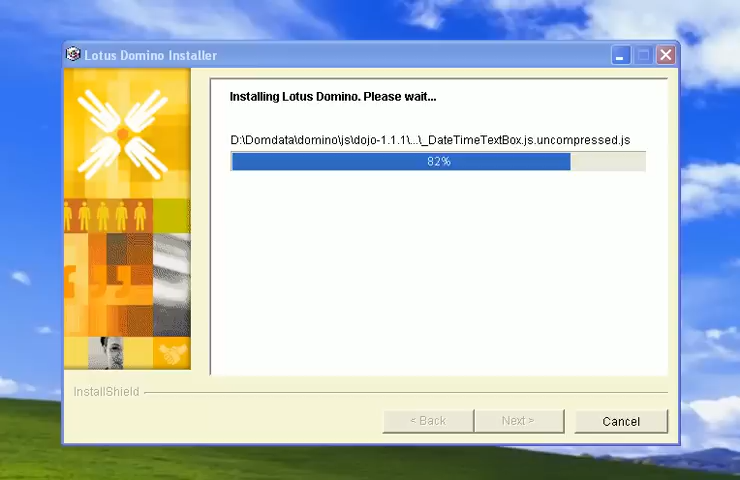 Lotus Domino Installer
Installing Lotus Domino. Please wait...
D:\Domdata\domino\js\dojo-1.1.1\...\_DateTimeTextBox.js.uncompressed.js
82%
InstallShield
< Back
Next >
Cancel